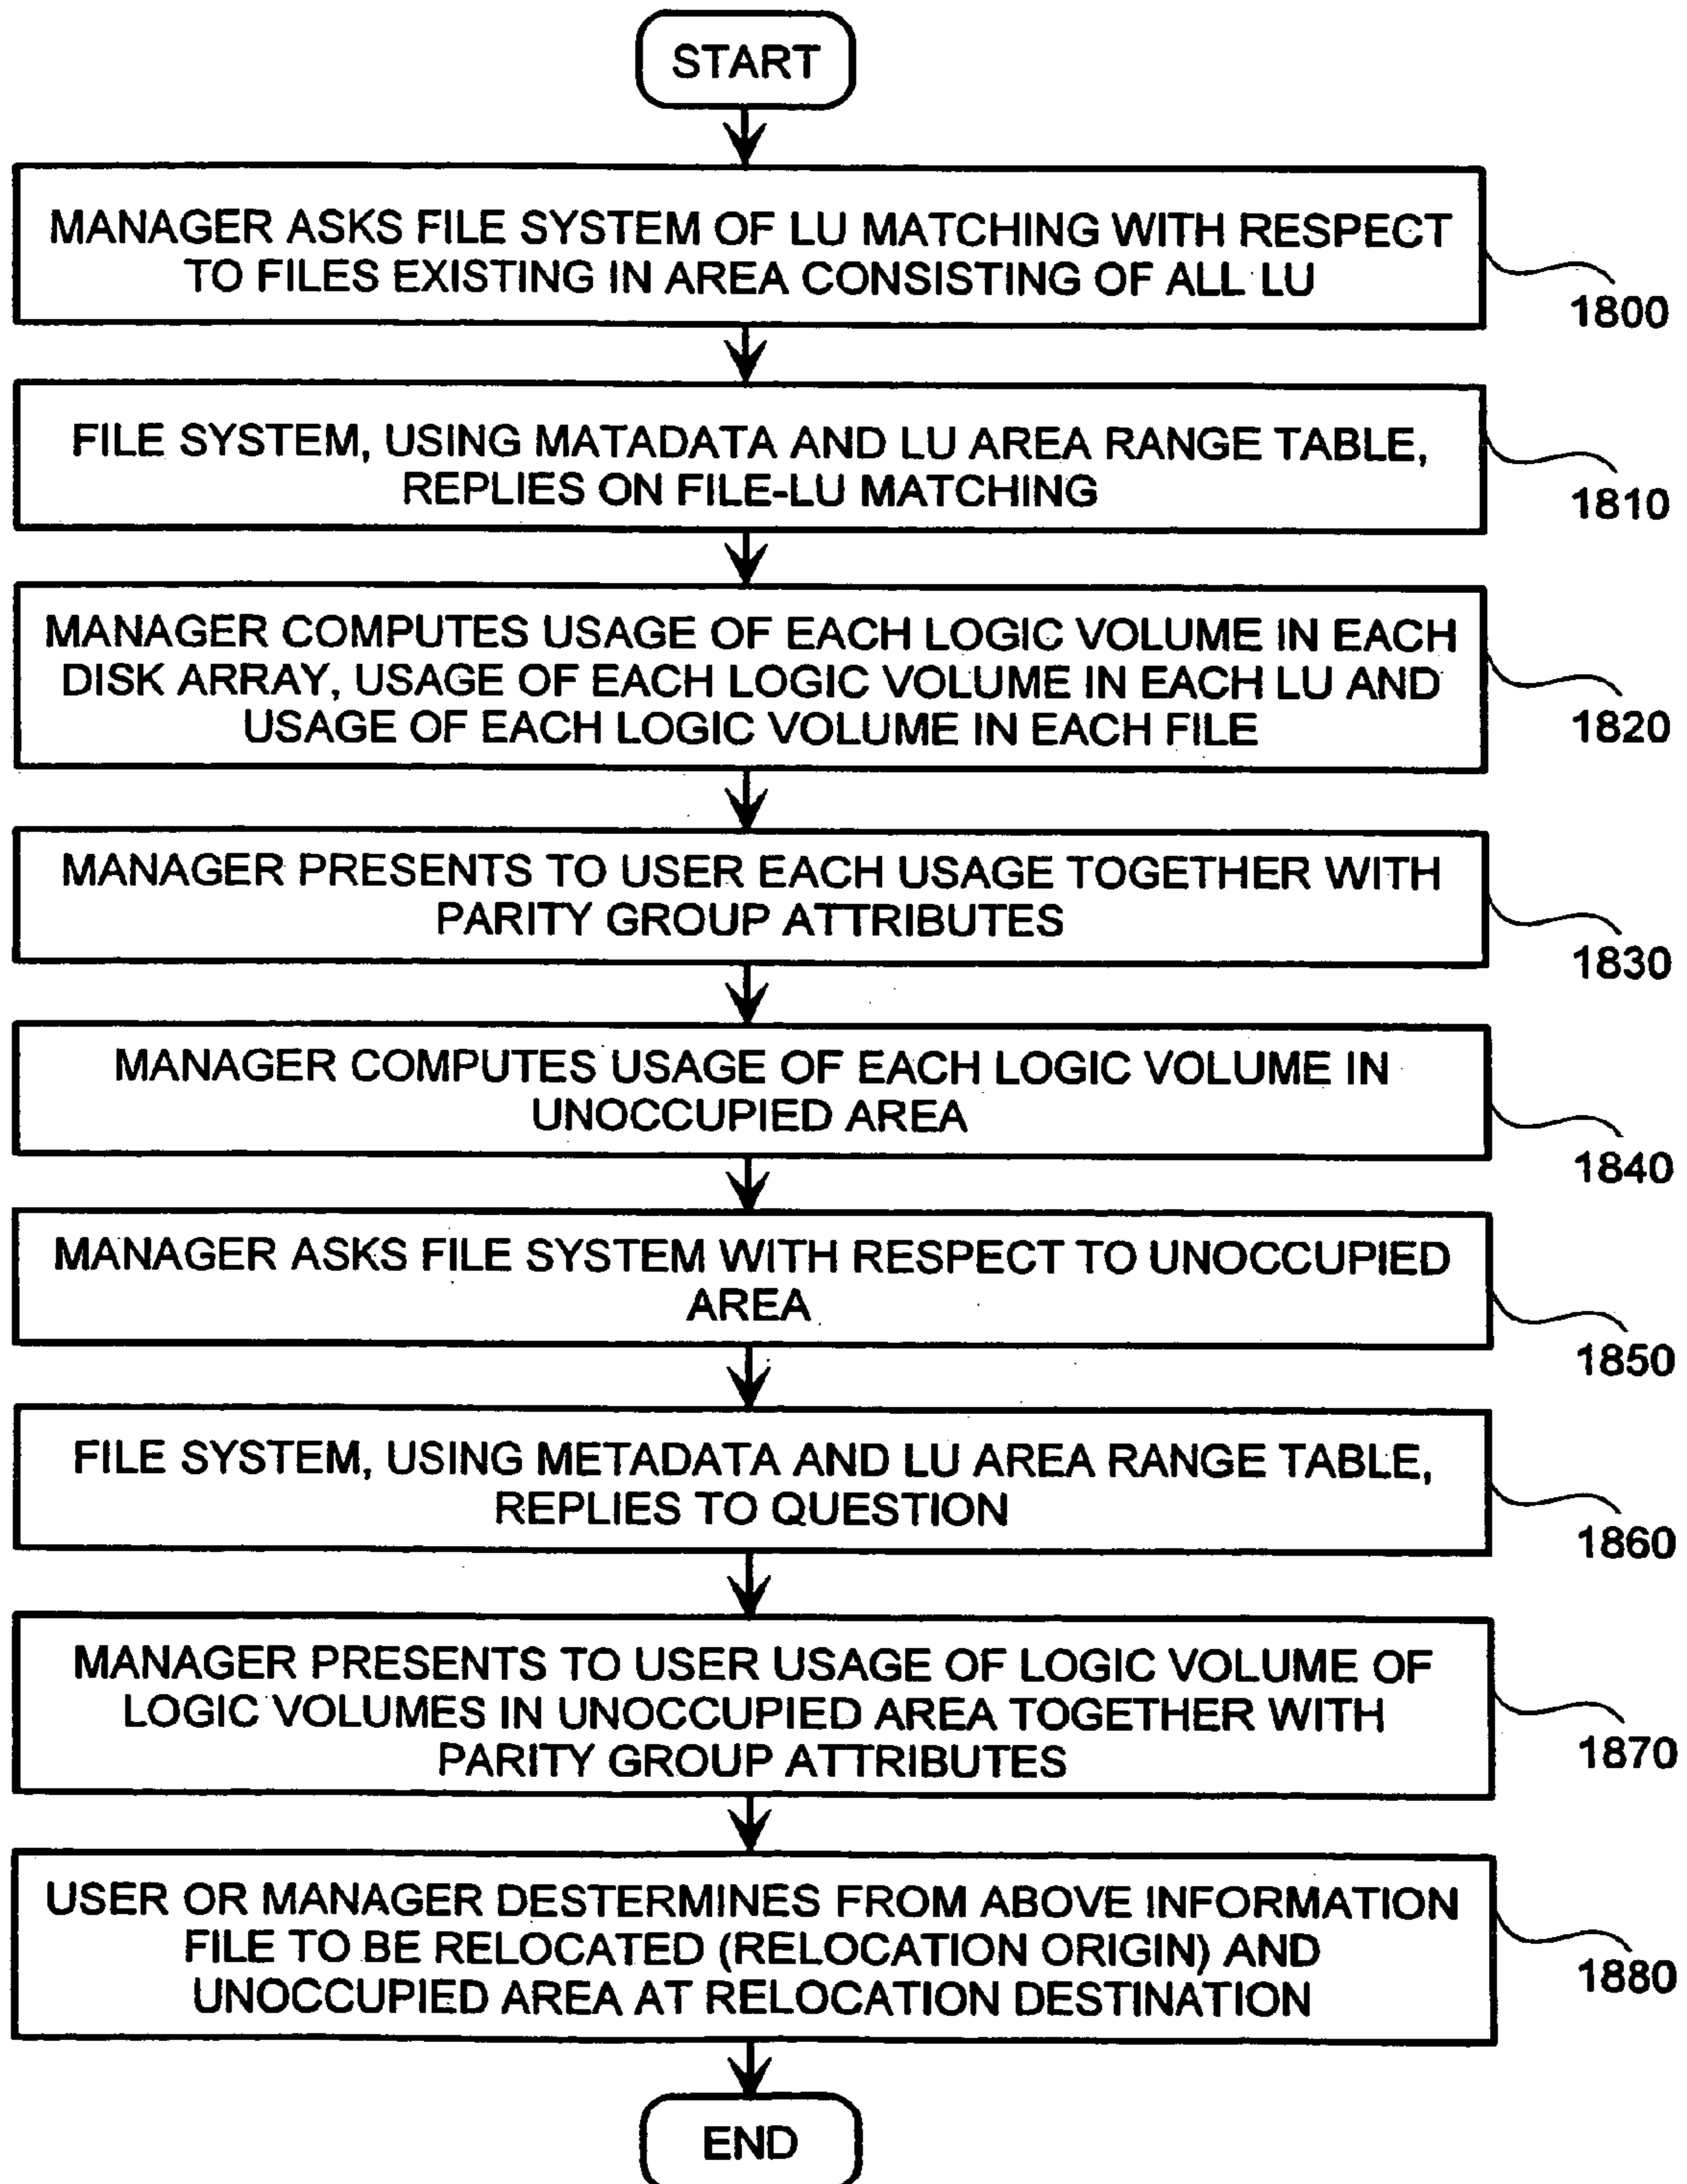 START
MANAGER ASKS FILE SYSTEM OF LU MATCHING WITH RESPECT
TO FILES EXISTING IN AREA CONSISTING OF ALL LU
1800
FILE SYSTEM, USING MATADATA AND LU AREA RANGE TABLE,
REPLIES ON FILE-LU MATCHING
1810
MANAGER COMPUTES USAGE OF EACH LOGIC VOLUME IN EACH
DISK ARRAY, USAGE OF EACH LOGIC VOLUME IN EACH LU AND
USAGE OF EACH LOGIC VOLUME IN EACH FILE
1820
MANAGER PRESENTS TO USER EACH USAGE TOGETHER WITH
PARITY GROUP ATTRIBUTES
1830
MANAGER COMPUTES USAGE OF EACH LOGIC VOLUME IN
UNOCCUPIED AREA
1840
MANAGER ASKS FILE SYSTEM WITH RESPECT TO UNOCCUPIED
AREA
1850
FILE SYSTEM, USING METADATA AND LU AREA RANGE TABLE,
REPLIES TO QUESTION
1860
MANAGER PRESENTS TO USER USAGE OF LOGIC VOLUME OF
LOGIC VOLUMES IN UNOCCUPIED AREA TOGETHER WITH
PARITY GROUP ATTRIBUTES
1870
USER OR MANAGER DESTERMINES FROM ABOVE INFORMATION
FILE TO BE RELOCATED (RELOCATION ORIGIN) AND
UNOCCUPIED AREA AT RELOCATION DESTINATION
1880
END